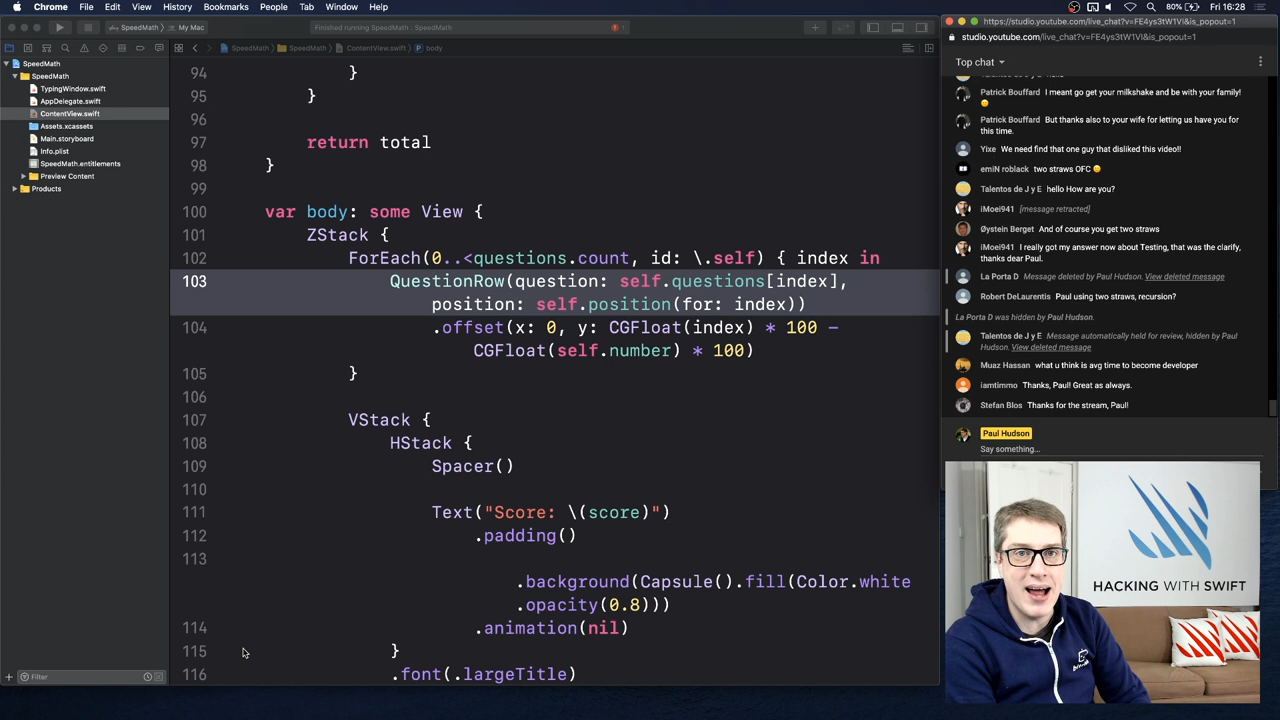 Chrome File Edit View History Bookmarks People Tab Window Help 80% Fri 16:28
SpeedMath My Mac Finished running SpeedMath
SpeedMath SpeedMath ContentView.swift body
SpeedMath
SpeedMath
TypingWindow.swift
AppDelegate.swift
ContentView.swift
Assets.xcassets
Main.storyboard
Info.plist
SpeedMath.entitlements
Preview Content
Products
Filter
94 }
95 }
96
97 return total
98 }
99
100 var body: some View {
101 ZStack {
102 ForEach(0..<questions.count, id: \.self) { index in
103 QuestionRow(question: self.questions[index],
position: self.position(for: index))
104 .offset(x: 0, y: CGFloat(index) * 100 -
CGFloat(self.number) * 100)
105 }
106
107 VStack {
108 HStack {
109 Spacer()
110
111 Text("Score: \(score)")
112 .padding()
113
.background(Capsule().fill(Color.white
.opacity(0.8)))
114 .animation(nil)
115 }
116 .font(.largeTitle)
https://studio.youtube.com/live_chat?v=FE4ys3tW1VI&is_popout=1
studio.youtube.com/live_chat?v=FE4ys3tW1VI&is_popout=1
Top chat
Patrick Bouffard I meant go get your milkshake and be with your family!
Patrick Bouffard But thanks also to your wife for letting us have you for
this time.
Yixe We need find that one guy that disliked this video!!
emiN roblack two straws OFC
Talentos de J y E hello How are you?
iMoei941 [message retracted]
Øystein Berget And of course you get two straws
iMoei941 I really got my answer now about Testing, that was the clarify,
thanks dear Paul.
La Porta D Message deleted by Paul Hudson. View deleted message
Robert DeLaurentis Paul using two straws, recursion?
La Porta D was hidden by Paul Hudson.
Talentos de J y E Message automatically held for review, hidden by Paul
Hudson. View deleted message
Muaz Hassan what u think is avg time to become developer
iamtimmo Thanks, Paul! Great as always.
Stefan Blos Thanks for the stream, Paul!
Paul Hudson
Say something...
HACKING WITH SWIFT